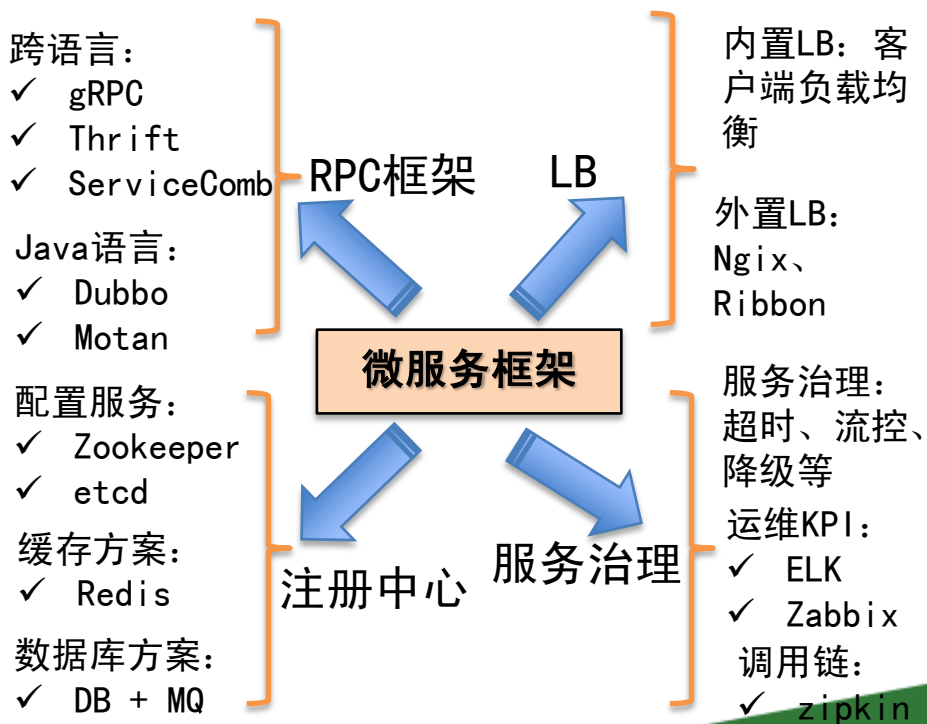 跨语言：
✓ gRPC
✓ Thrift
✓ ServiceComb
Java语言：
✓ Dubbo
✓ Motan
RPC框架
LB
内置LB：客
户端负载均
衡
外置LB：
Ngix、
Ribbon
微服务框架
配置服务：
✓ Zookeeper
✓ etcd
缓存方案：
✓ Redis
数据库方案：
✓ DB + MQ
注册中心
服务治理
服务治理：
超时、流控、
降级等
运维KPI：
✓ ELK
✓ Zabbix
调用链：
✓ zipkin